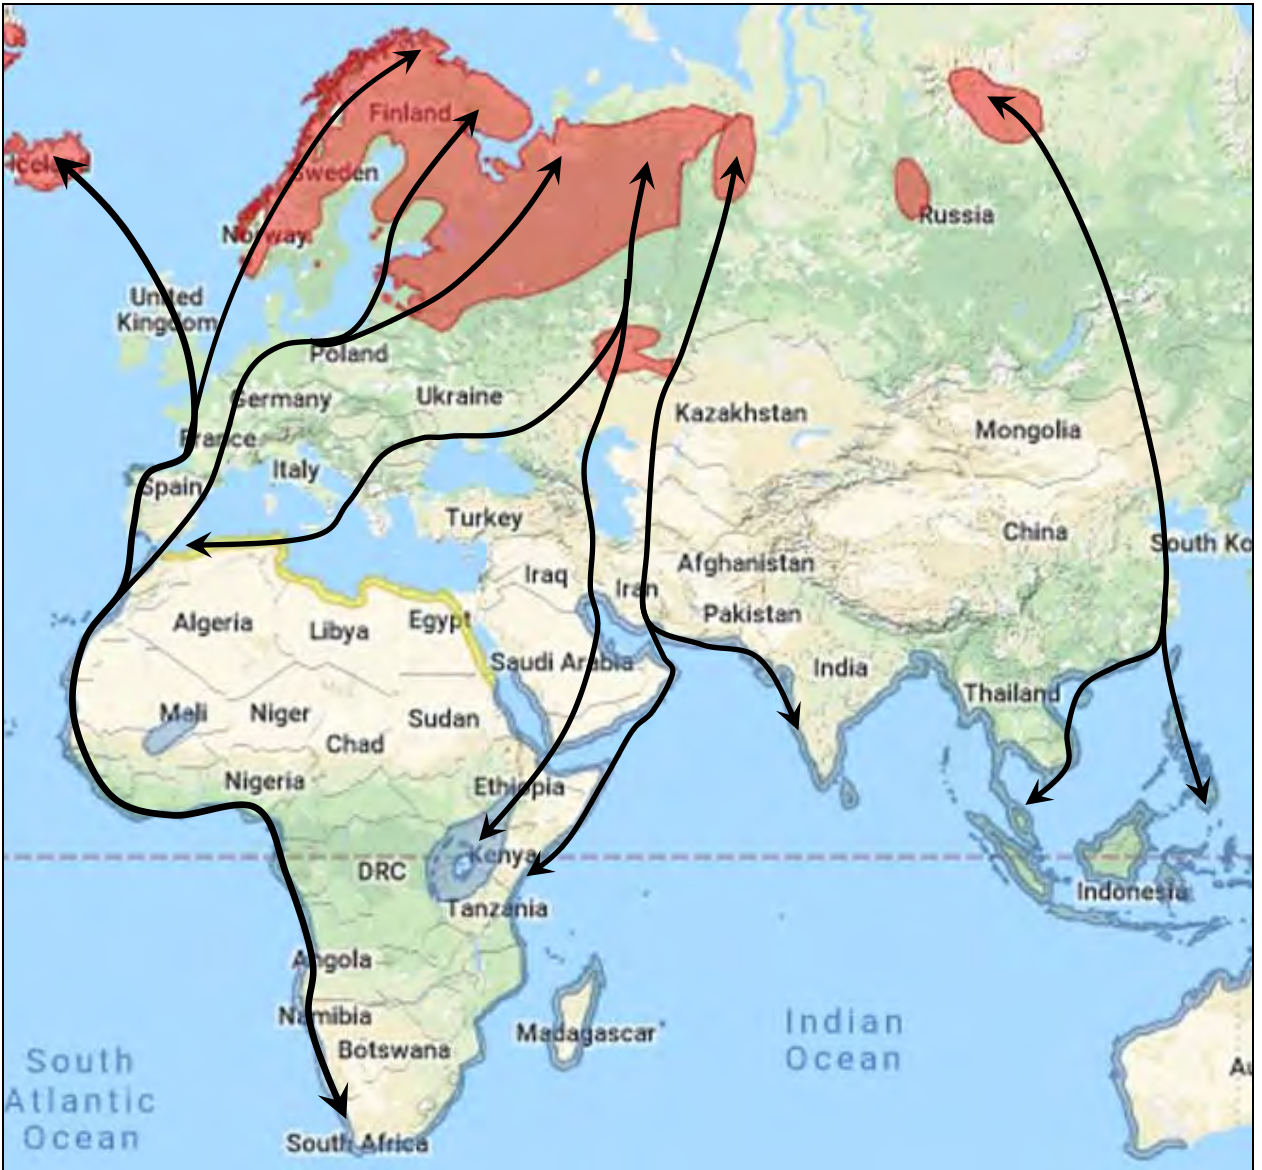 Finland
Iceland
Sweden
Russia
Norway
United
Kingdom
Poland
Germany
Ukraine
Kazakhstan
Mongolia
France
Italy
Spain
Turkey
China
South Ko
Iraq
Iran
Afghanistan
Pakistan
Algeria
Libya
Egypt
Saudi Arabia
India
Thailand
Mali
Niger
Sudan
Chad
Nigeria
Ethiopia
DRC
Kenya
Tanzania
Indonesia
Angola
Namibia
Botswana
Madagascar
Indian
Ocean
South
Atlantic
Ocean
Au
South Africa